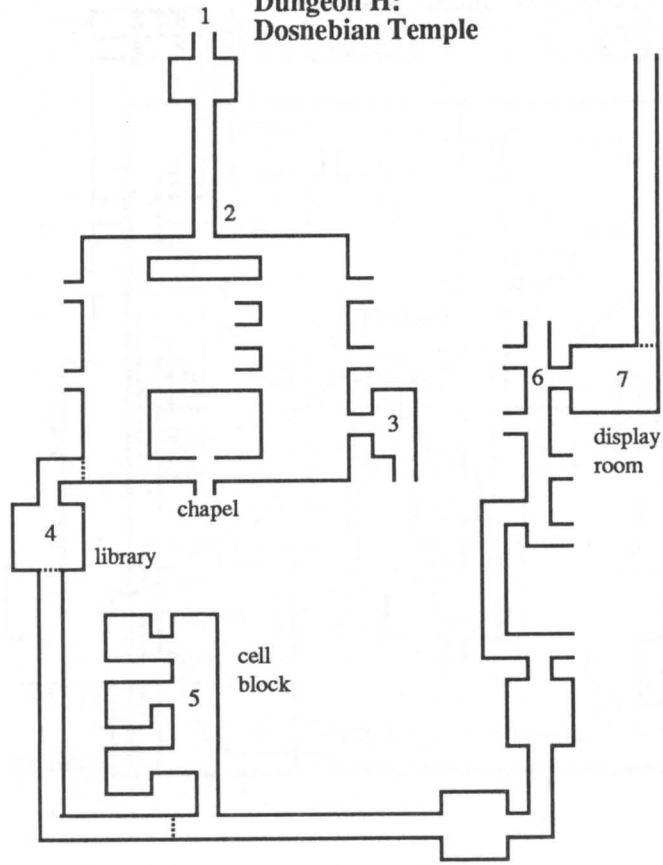 Dungeon H:
Dosnebian Temple
1
2
3
6
7
display
room
chapel
4
library
cell
block
5